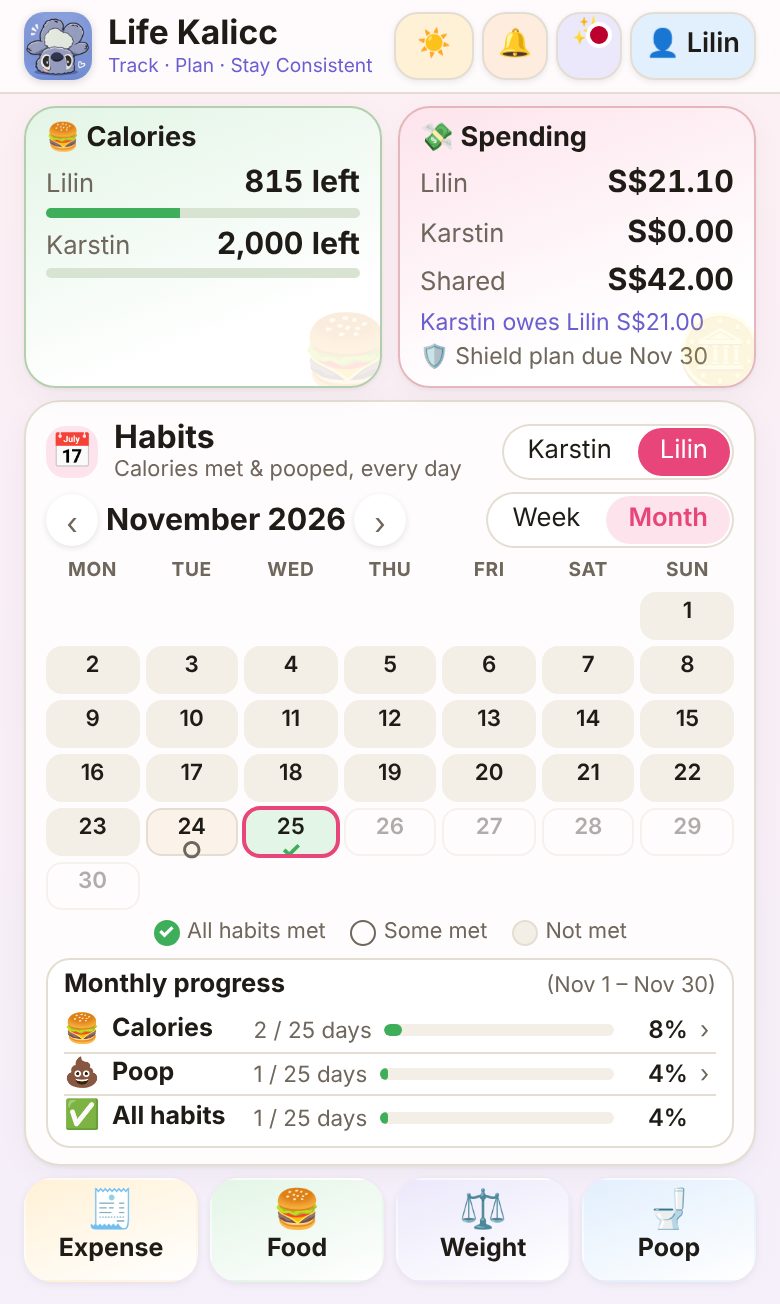 Life Kalicc
Track · Plan · Stay Consistent
Lilin
Calories
Lilin 815 left
Karstin 2,000 left
Spending
Lilin S$21.10
Karstin S$0.00
Shared S$42.00
Karstin owes Lilin S$21.00
Shield plan due Nov 30
July
17
Habits
Calories met & pooped, every day
Karstin Lilin
‹ November 2026 ›
Week Month
MON TUE WED THU FRI SAT SUN
1
2 3 4 5 6 7 8
9 10 11 12 13 14 15
16 17 18 19 20 21 22
23 24 25 26 27 28 29
30
All habits met Some met Not met
Monthly progress (Nov 1 – Nov 30)
Calories 2 / 25 days 8% ›
Poop 1 / 25 days 4% ›
All habits 1 / 25 days 4%
Expense Food Weight Poop